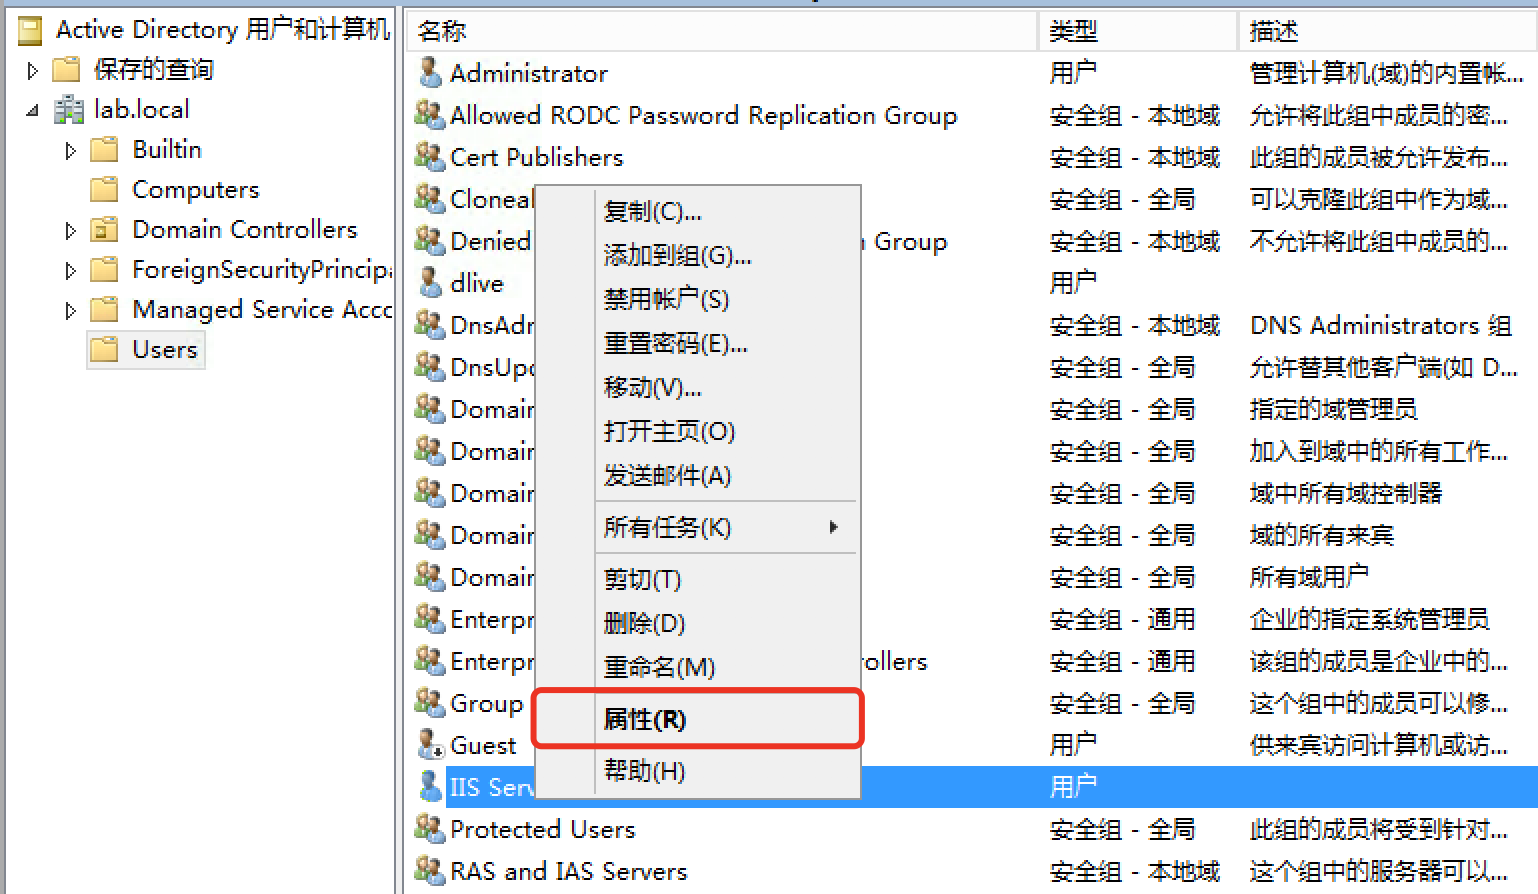 Active Directory 用户和计算机
保存的查询
lab.local
Builtin
Computers
Domain Controllers
ForeignSecurityPrincipa
Managed Service Acco
Users
名称 类型 描述
Administrator 用户 管理计算机(域)的内置帐...
Allowed RODC Password Replication Group 安全组 - 本地域 允许将此组中成员的密...
Cert Publishers 安全组 - 本地域 此组的成员被允许发布...
Cloneal 安全组 - 全局 可以克隆此组中作为域...
Denied Group 安全组 - 本地域 不允许将此组中成员的...
dlive 用户
DnsAdr 安全组 - 本地域 DNS Administrators 组
DnsUpd 安全组 - 全局 允许替其他客户端(如 D...
Domain 安全组 - 全局 指定的域管理员
Domain 安全组 - 全局 加入到域中的所有工作...
Domain 安全组 - 全局 域中所有域控制器
Domain 安全组 - 全局 域的所有来宾
Domain 安全组 - 全局 所有域用户
Enterpr 安全组 - 通用 企业的指定系统管理员
Enterpr ollers 安全组 - 通用 该组的成员是企业中的...
Group 安全组 - 全局 这个组中的成员可以修...
Guest 用户 供来宾访问计算机或访...
IIS Serv 用户
Protected Users 安全组 - 全局 此组的成员将受到针对...
RAS and IAS Servers 安全组 - 本地域 这个组中的服务器可以...
复制(C)...
添加到组(G)...
禁用帐户(S)
重置密码(E)...
移动(V)...
打开主页(O)
发送邮件(A)
所有任务(K)
剪切(T)
删除(D)
重命名(M)
属性(R)
帮助(H)